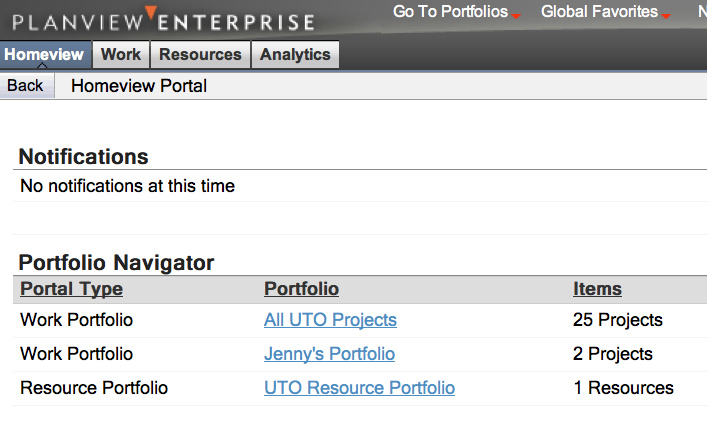 PLANVIEW ENTERPRISE
Go To Portfolios Global Favorites N
Homeview Work Resources Analytics
Back Homeview Portal
Notifications
No notifications at this time
Portfolio Navigator
Portal Type Portfolio Items
Work Portfolio All UTO Projects 25 Projects
Work Portfolio Jenny's Portfolio 2 Projects
Resource Portfolio UTO Resource Portfolio 1 Resources